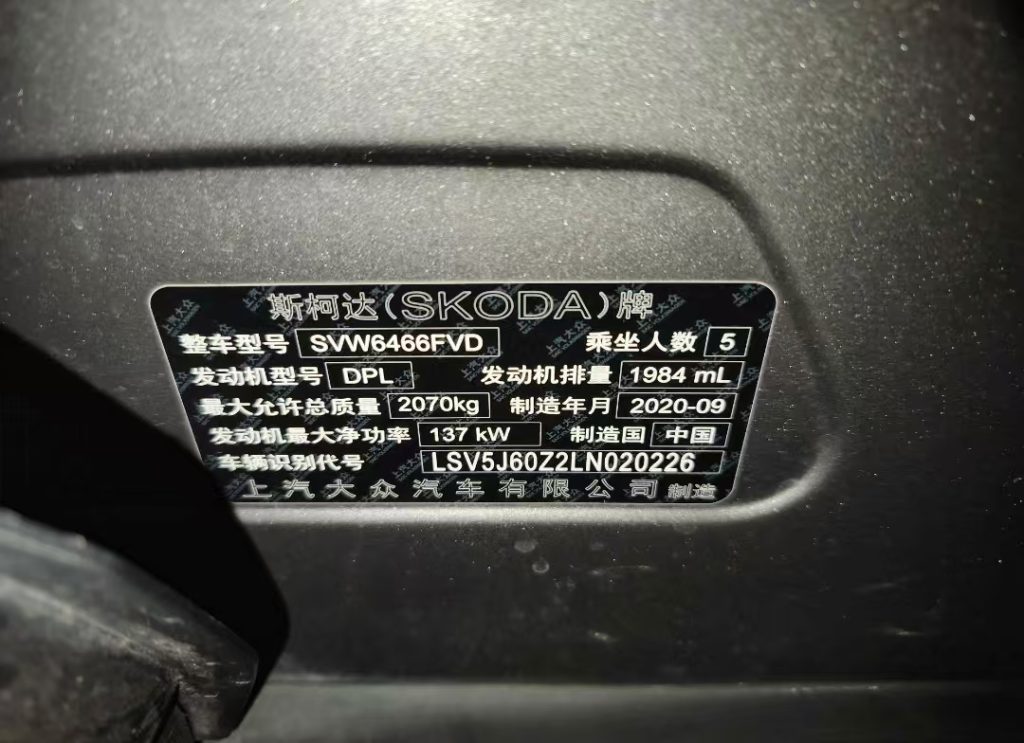 斯柯达(SKODA)牌
整车型号 SVW6466FVD 乘坐人数 5
发动机型号 DPL 发动机排量 1984 mL
最大允许总质量 2070kg 制造年月 2020-09
发动机最大净功率 137 kW 制造国 中国
车辆识别代号 LSV5J60Z2LN020226
上汽大众汽车有限公司 制造